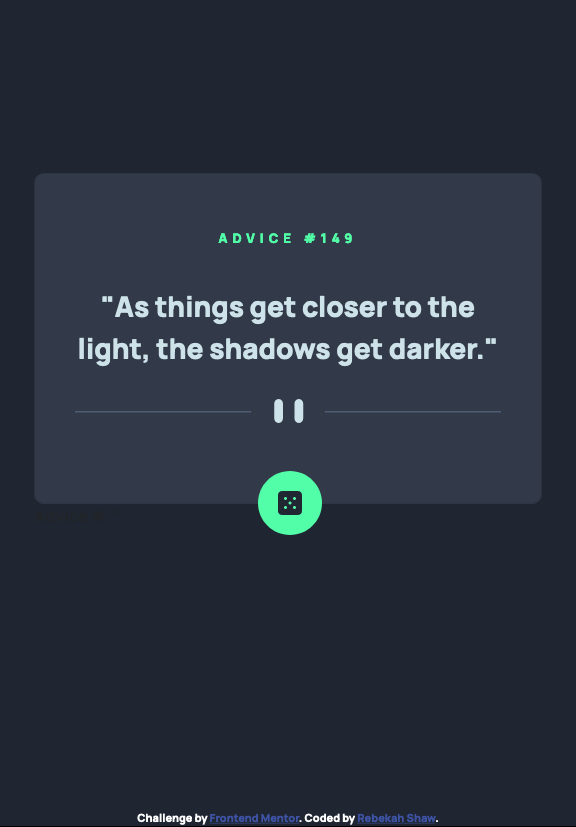 ADVICE #149
"As things get closer to the
light, the shadows get darker."
Challenge by Frontend Mentor. Coded by Rebekah Shaw.